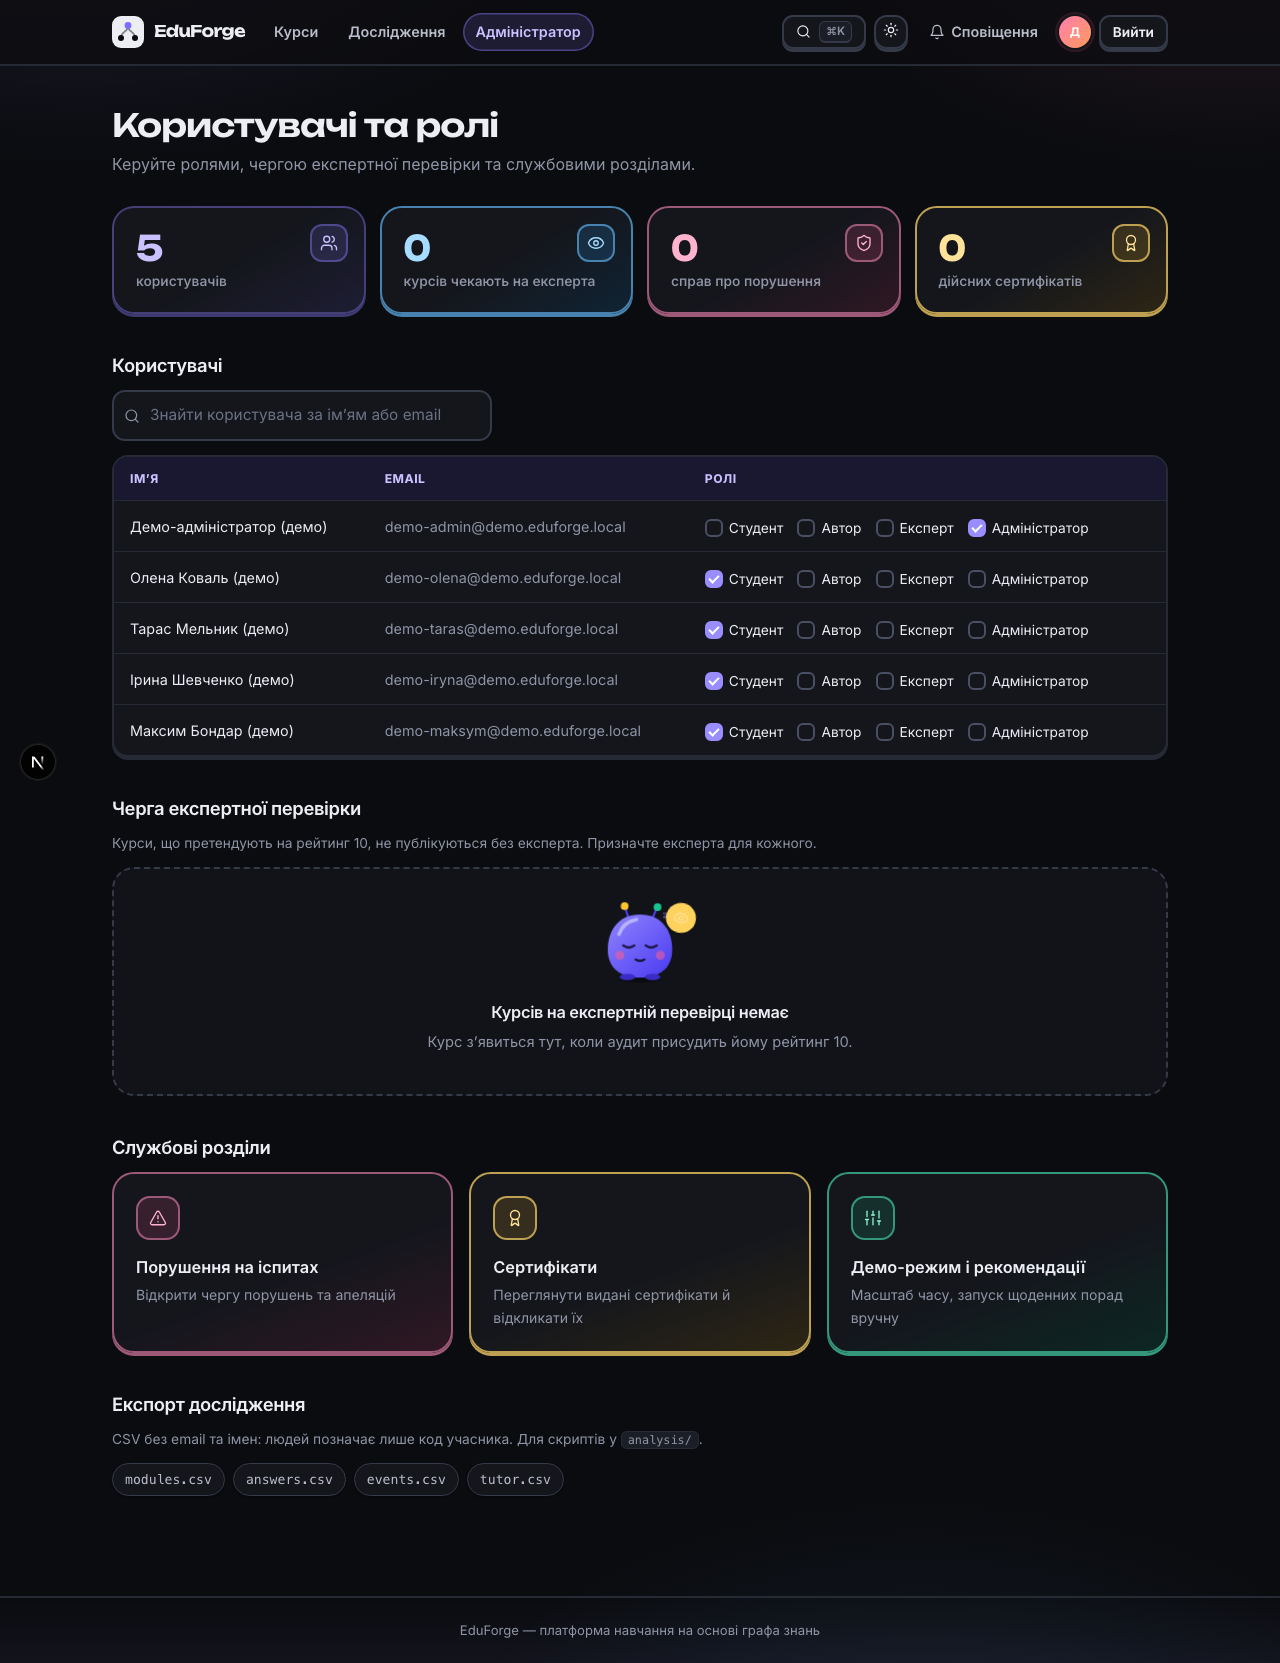 EduForge Курси Дослідження Адміністратор ⌘K Сповіщення Д Вийти
Користувачі та ролі
Керуйте ролями, чергою експертної перевірки та службовими розділами.
5 0 0 0
користувачів курсів чекають на експерта справ про порушення дійсних сертифікатів
Користувачі
Знайти користувача за ім’ям або email
ІМ’Я EMAIL РОЛІ
Демо-адміністратор (демо) demo-admin@demo.eduforge.local Студент Автор Експерт Адміністратор
Олена Коваль (демо) demo-olena@demo.eduforge.local Студент Автор Експерт Адміністратор
Тарас Мельник (демо) demo-taras@demo.eduforge.local Студент Автор Експерт Адміністратор
Ірина Шевченко (демо) demo-iryna@demo.eduforge.local Студент Автор Експерт Адміністратор
Максим Бондар (демо) demo-maksym@demo.eduforge.local Студент Автор Експерт Адміністратор
N
Черга експертної перевірки
Курси, що претендують на рейтинг 10, не публікуються без експерта. Призначте експерта для кожного.
Курсів на експертній перевірці немає
Курс з’явиться тут, коли аудит присудить йому рейтинг 10.
Службові розділи
Порушення на іспитах Сертифікати Демо-режим і рекомендації
Відкрити чергу порушень та апеляцій Переглянути видані сертифікати й Масштаб часу, запуск щоденних порад
відкликати їх вручну
Експорт дослідження
CSV без email та імен: людей позначає лише код учасника. Для скриптів у analysis/.
modules.csv answers.csv events.csv tutor.csv
EduForge — платформа навчання на основі графа знань